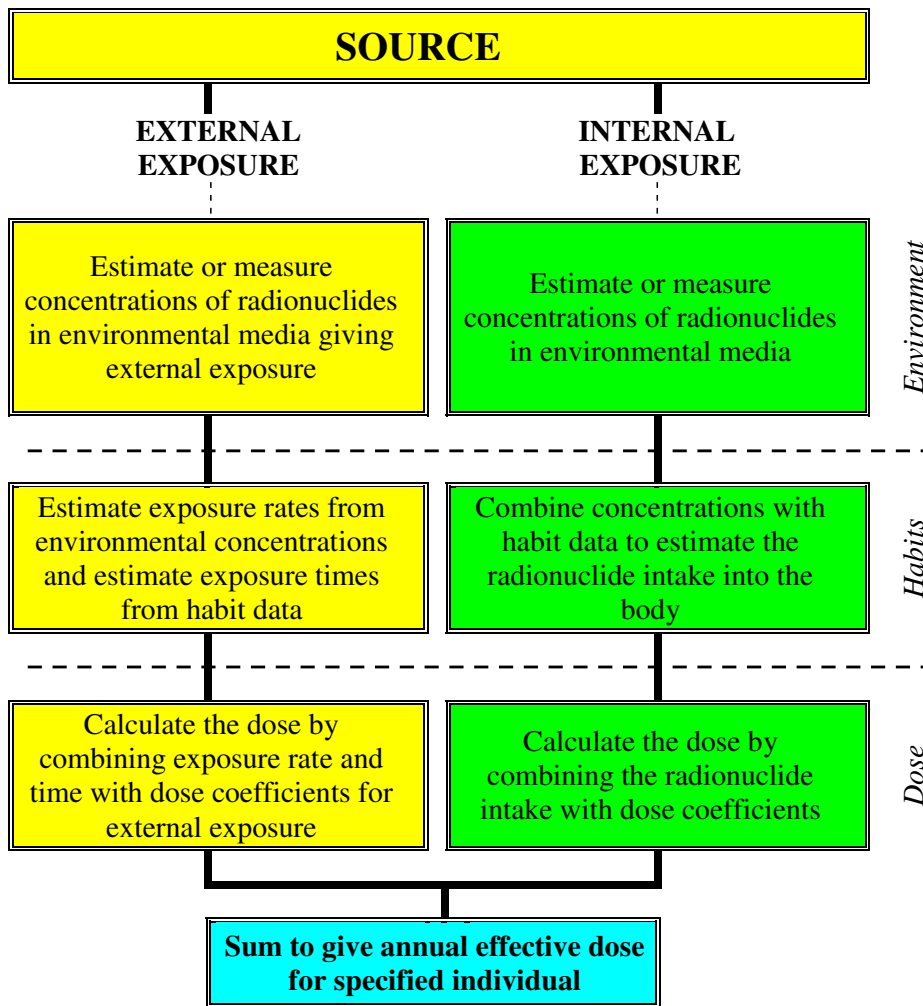 SOURCE
EXTERNAL
EXPOSURE
INTERNAL
EXPOSURE
Estimate or measure
concentrations of radionuclides
in environmental media giving
external exposure
Estimate or measure
concentrations of radionuclides
in environmental media
Environment
Estimate exposure rates from
environmental concentrations
and estimate exposure times
from habit data
Combine concentrations with
habit data to estimate the
radionuclide intake into the
body
Habits
Calculate the dose by
combining exposure rate and
time with dose coefficients for
external exposure
Calculate the dose by
combining the radionuclide
intake with dose coefficients
Dose
Sum to give annual effective dose
for specified individual